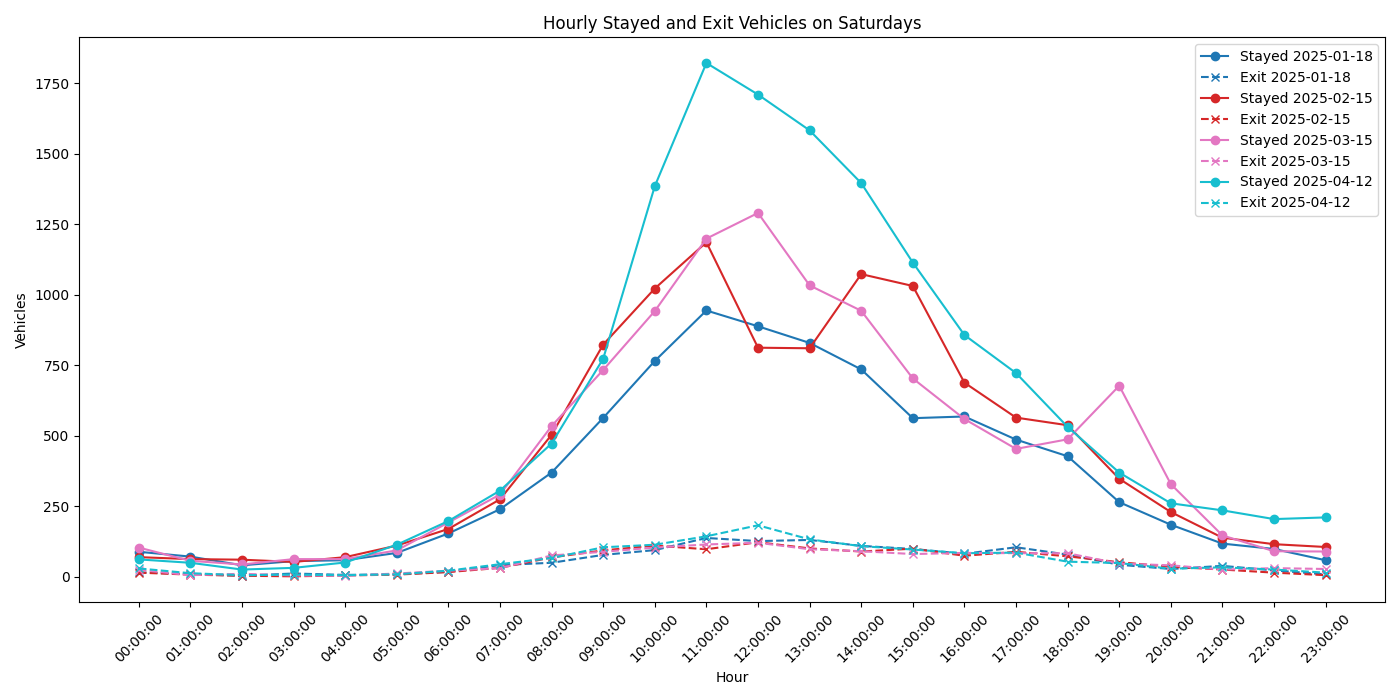 Hourly Stayed and Exit Vehicles on Saturdays
Stayed 2025-01-18
Exit 2025-01-18
Stayed 2025-02-15
Exit 2025-02-15
Stayed 2025-03-15
Exit 2025-03-15
Stayed 2025-04-12
Exit 2025-04-12
Vehicles
1750
1500
1250
1000
750
500
250
0
00:00:00
01:00:00
02:00:00
03:00:00
04:00:00
05:00:00
06:00:00
07:00:00
08:00:00
09:00:00
10:00:00
11:00:00
12:00:00
13:00:00
14:00:00
15:00:00
16:00:00
17:00:00
18:00:00
19:00:00
20:00:00
21:00:00
22:00:00
23:00:00
Hour